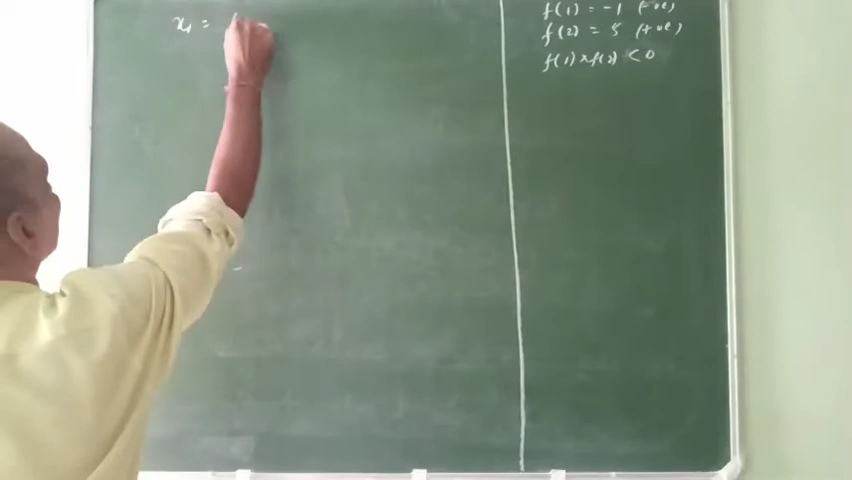 x₁ =
f(1) = -1 (-ve)
f(2) = 5 (+ve)
f(1) × f(2) < 0